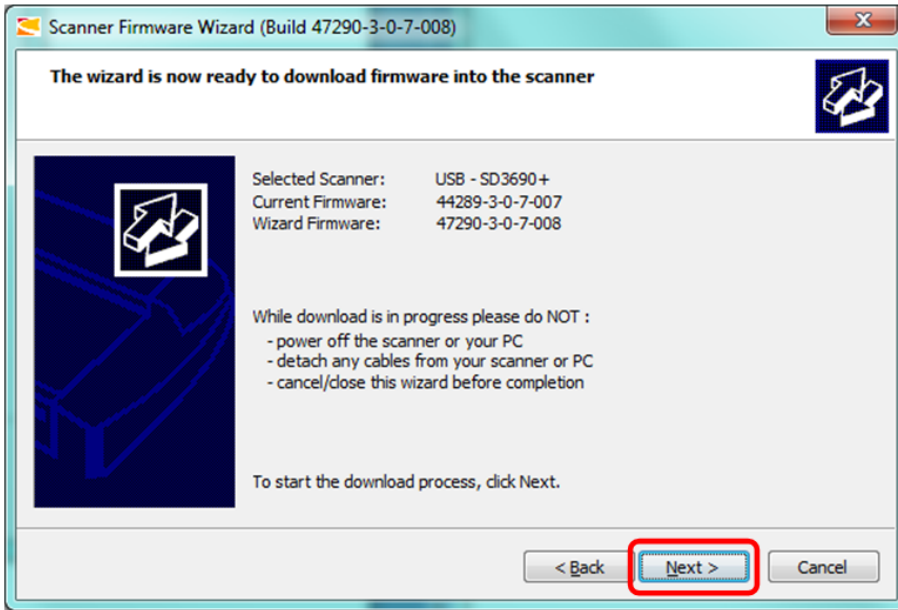 Scanner Firmware Wizard (Build 47290-3-0-7-008)
The wizard is now ready to download firmware into the scanner
Selected Scanner: USB - SD3690+
Current Firmware: 44289-3-0-7-007
Wizard Firmware: 47290-3-0-7-008
While download is in progress please do NOT :
- power off the scanner or your PC
- detach any cables from your scanner or PC
- cancel/close this wizard before completion
To start the download process, click Next.
< Back Next > Cancel